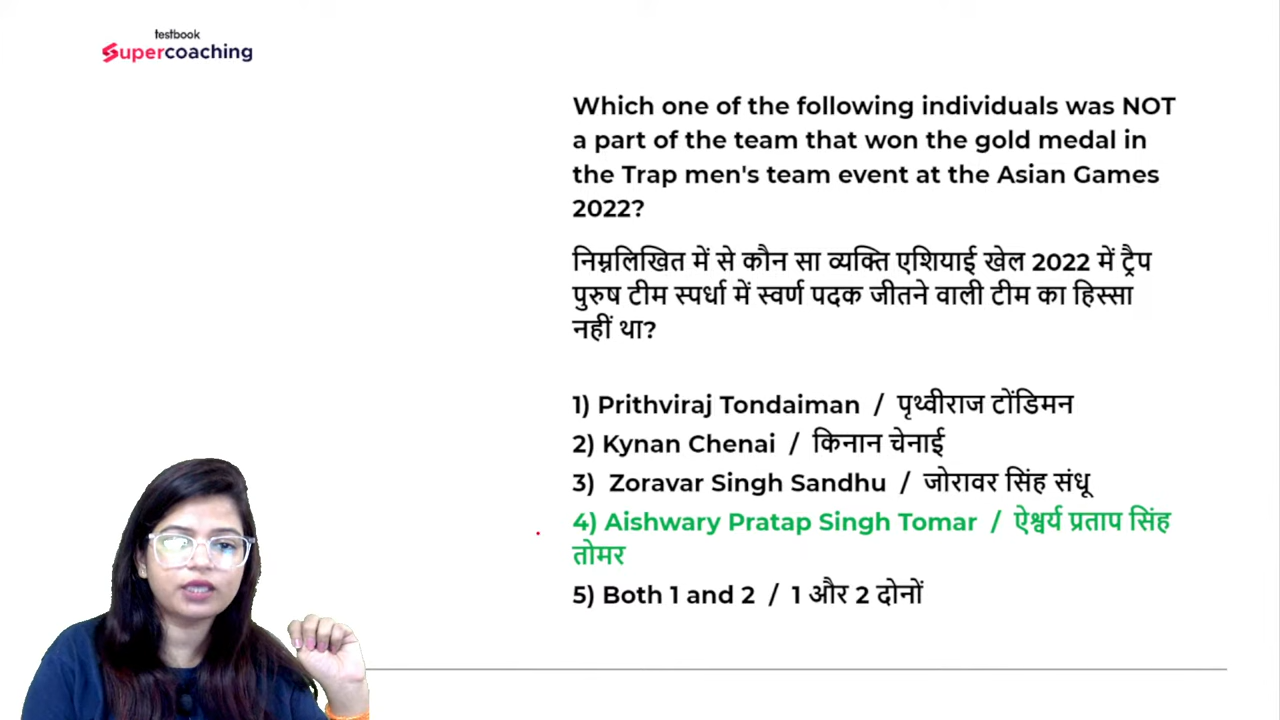 testbook
Supercoaching
Which one of the following individuals was NOT
a part of the team that won the gold medal in
the Trap men's team event at the Asian Games
2022?
निम्नलिखित में से कौन सा व्यक्ति एशियाई खेल 2022 में ट्रैप
पुरुष टीम स्पर्धा में स्वर्ण पदक जीतने वाली टीम का हिस्सा
नहीं था?
1) Prithviraj Tondaiman / पृथ्वीराज टोंडिमन
2) Kynan Chenai / किनान चेनाई
3) Zoravar Singh Sandhu / जोरावर सिंह संधू
4) Aishwary Pratap Singh Tomar / ऐश्वर्य प्रताप सिंह
तोमर
5) Both 1 and 2 / 1 और 2 दोनों